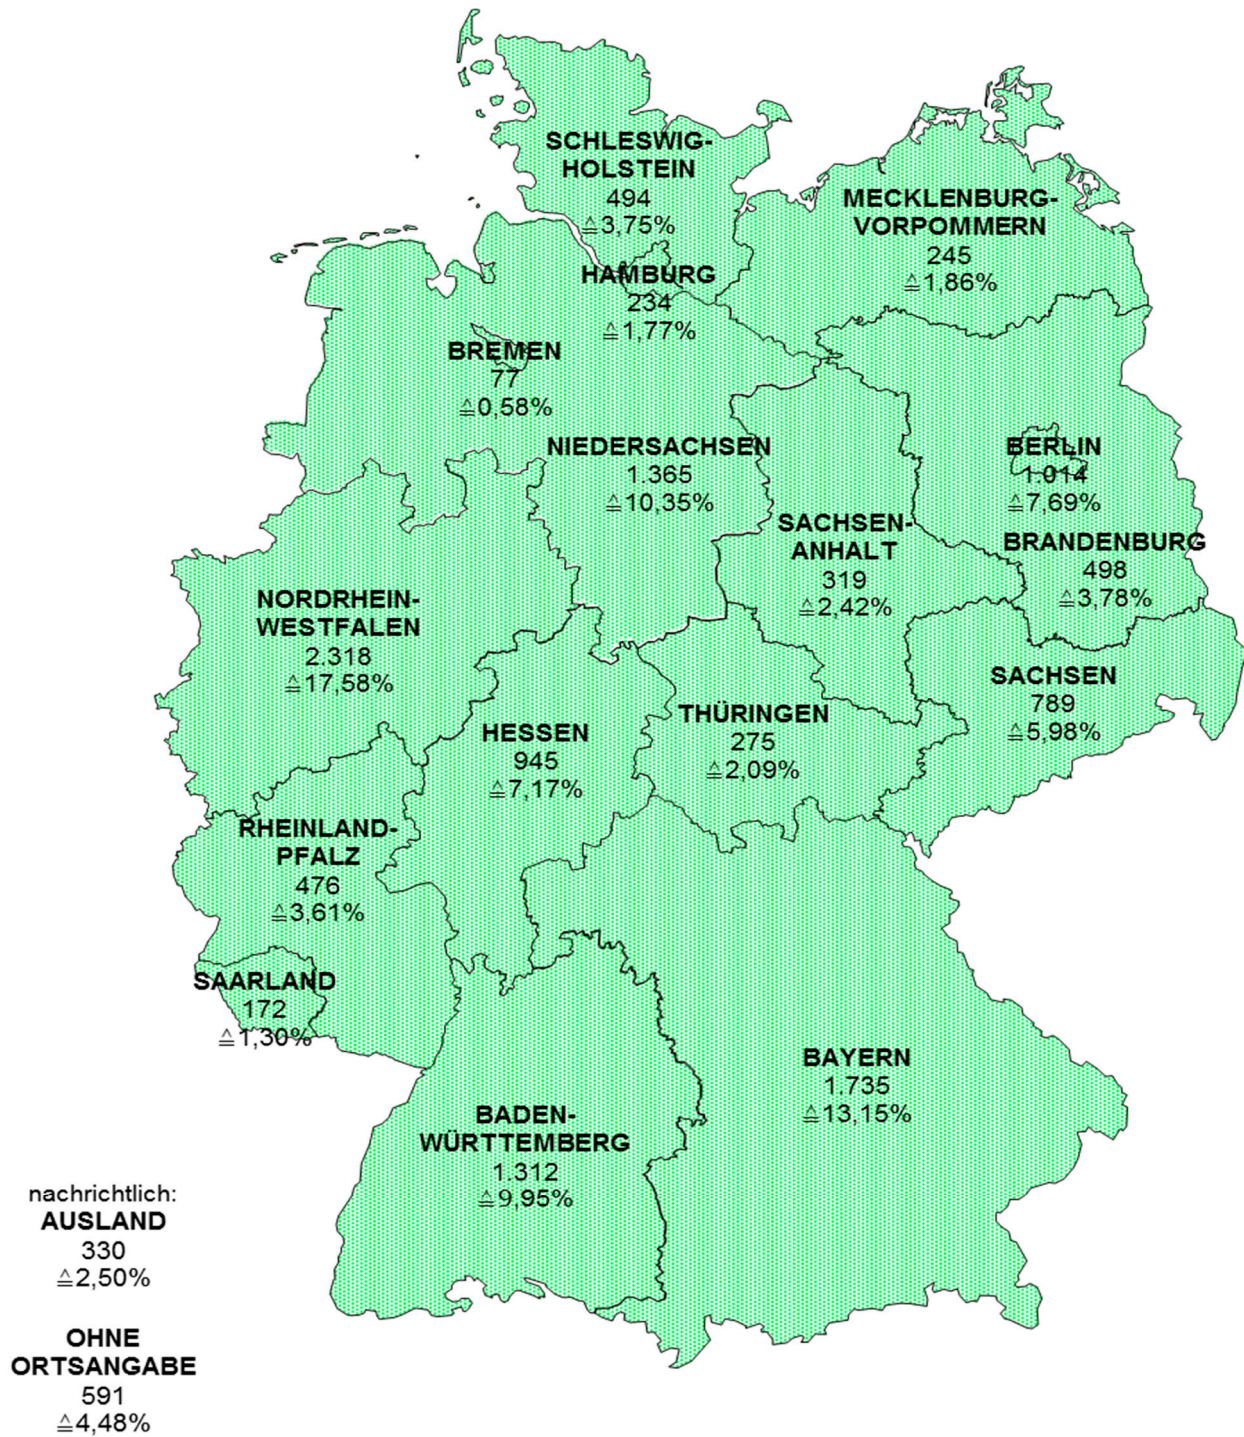 SCHLESWIG-
HOLSTEIN
494
≙3,75%
MECKLENBURG-
VORPOMMERN
245
≙1,86%
HAMBURG
234
≙1,77%
BREMEN
77
≙0,58%
NIEDERSACHSEN
1.365
≙10,35%
BERLIN
1.014
≙7,69%
SACHSEN-
ANHALT
319
≙2,42%
BRANDENBURG
498
≙3,78%
NORDRHEIN-
WESTFALEN
2.318
≙17,58%
SACHSEN
789
≙5,98%
THÜRINGEN
275
≙2,09%
HESSEN
945
≙7,17%
RHEINLAND-
PFALZ
476
≙3,61%
SAARLAND
172
≙1,30%
BAYERN
1.735
≙13,15%
BADEN-
WÜRTTEMBERG
1.312
≙9,95%
nachrichtlich:
AUSLAND
330
≙2,50%
OHNE
ORTSANGABE
591
≙4,48%